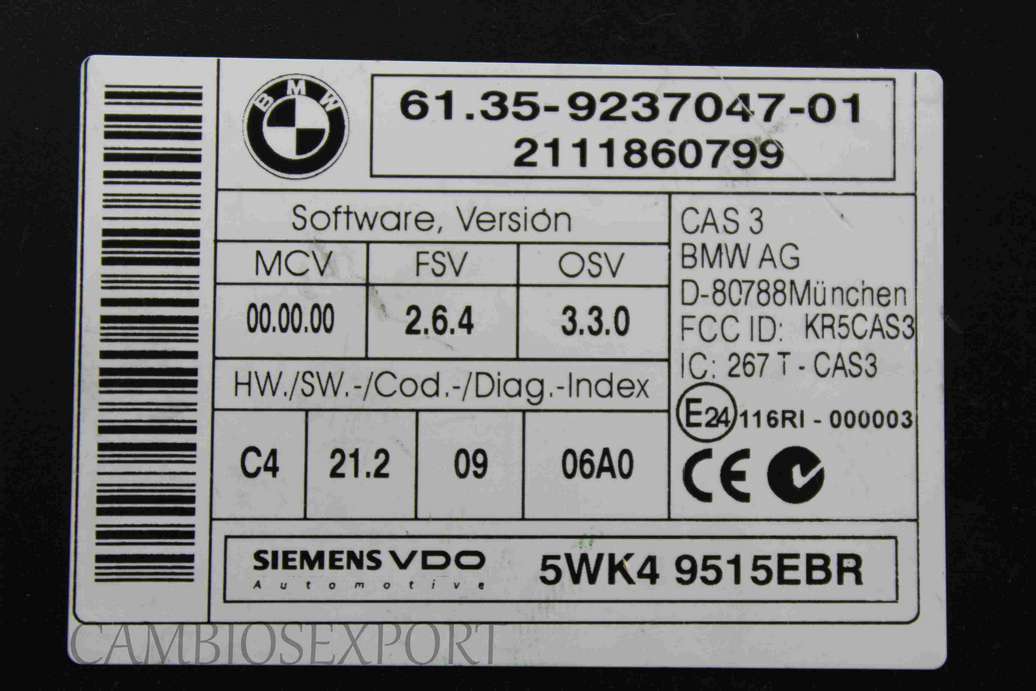 BMW
61.35-9237047-01
2111860799
Software, Versión
MCV FSV OSV
00.00.00 2.6.4 3.3.0
HW./SW.-/Cod.-/Diag.-Index
C4 21.2 09 06A0
CAS 3
BMW AG
D-80788München
FCC ID: KR5CAS3
IC: 267 T - CAS3
E24 116RI - 000003
CE
SIEMENS VDO
Automotive
5WK4 9515EBR
CAMBIOSEXPORT